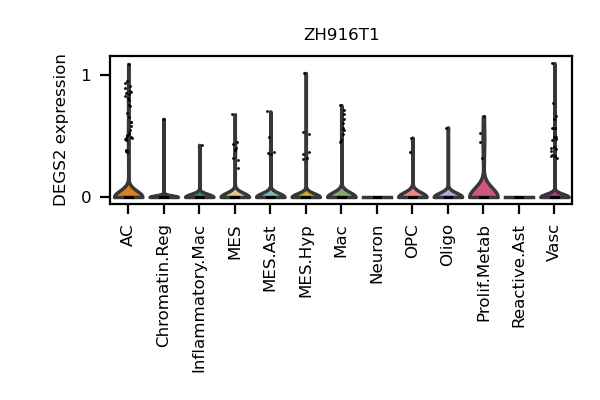 ZH916T1
DEGS2 expression
1
0
AC
Chromatin.Reg
Inflammatory.Mac
MES
MES.Ast
MES.Hyp
Mac
Neuron
OPC
Oligo
Prolif.Metab
Reactive.Ast
Vasc